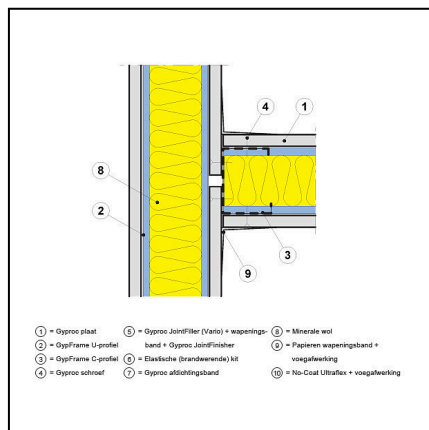 4
1
8
2
3
9
1 = Gyproc plaat
2 = GypFrame U-profiel
3 = GypFrame C-profiel
4 = Gyproc schroef
5 = Gyproc JointFiller (Vario) + wapenings-
band + Gyproc JointFinisher
6 = Elastische (brandwerende) kit
7 = Gyproc afdichtingsband
8 = Minerale wol
9 = Papieren wapeningsband +
voegafwerking
10 = No-Coat Ultraflex + voegafwerking